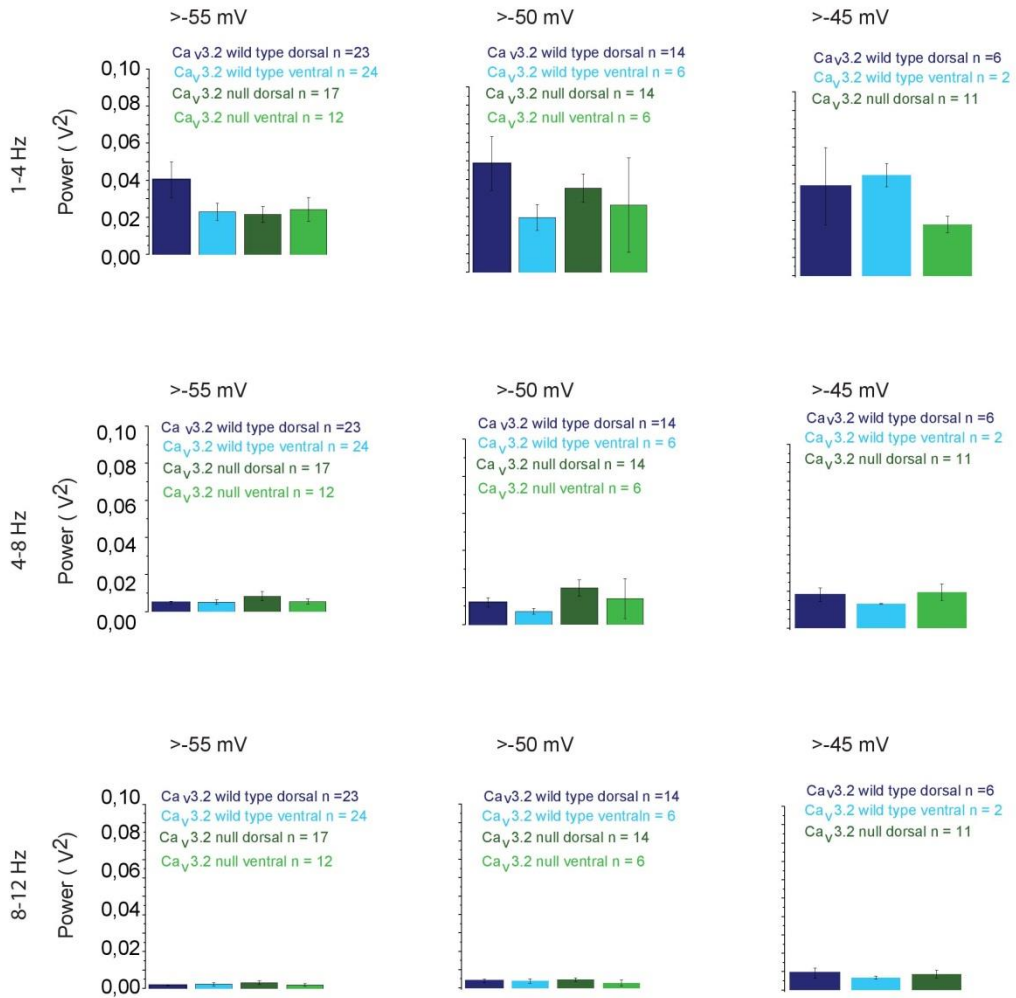 >-55 mV
>-50 mV
>-45 mV
1-4 Hz
Power ( V²)
0,10
0,08
0,06
0,04
0,02
0,00
Ca v3.2 wild type dorsal n =23
Cav3.2 wild type ventral n = 24
Cav3.2 null dorsal n = 17
Cav3.2 null ventral n = 12
Cav3.2 wild type dorsal n =14
Cav3.2 wild type ventral n = 6
Cav3.2 null dorsal n = 14
Cav3.2 null ventral n = 6
Cav3.2 wild type dorsal n =6
Cav3.2 wild type ventral n = 2
Cav3.2 null dorsal n = 11
>-55 mV
>-50 mV
>-45 mV
4-8 Hz
Power ( V²)
0,10
0,08
0,06
0,04
0,02
0,00
Ca v3.2 wild type dorsal n =23
Cav3.2 wild type ventral n = 24
Cav3.2 null dorsal n = 17
Cav3.2 null ventral n = 12
Ca v3.2 wild type dorsal n =14
Cav3.2 wild type ventral n = 6
Ca v3.2 null dorsal n = 14
Cav3.2 null ventral n = 6
Cav3.2 wild type dorsal n =6
Cav3.2 wild type ventral n = 2
Cav3.2 null dorsal n = 11
>-55 mV
>-50 mV
>-45 mV
8-12 Hz
Power ( V²)
0,10
0,08
0,06
0,04
0,02
0,00
Ca v3.2 wild type dorsal n =23
Cav3.2 wild type ventral n = 24
Cav3.2 null dorsal n = 17
Cav3.2 null ventral n = 12
Cav3.2 wild type dorsal n =14
Cav3.2 wild type ventraln = 6
Cav3.2 null dorsal n = 14
Cav3.2 null ventral n = 6
Cav3.2 wild type dorsal n =6
Cav3.2 wild type ventral n = 2
Cav3.2 null dorsal n = 11